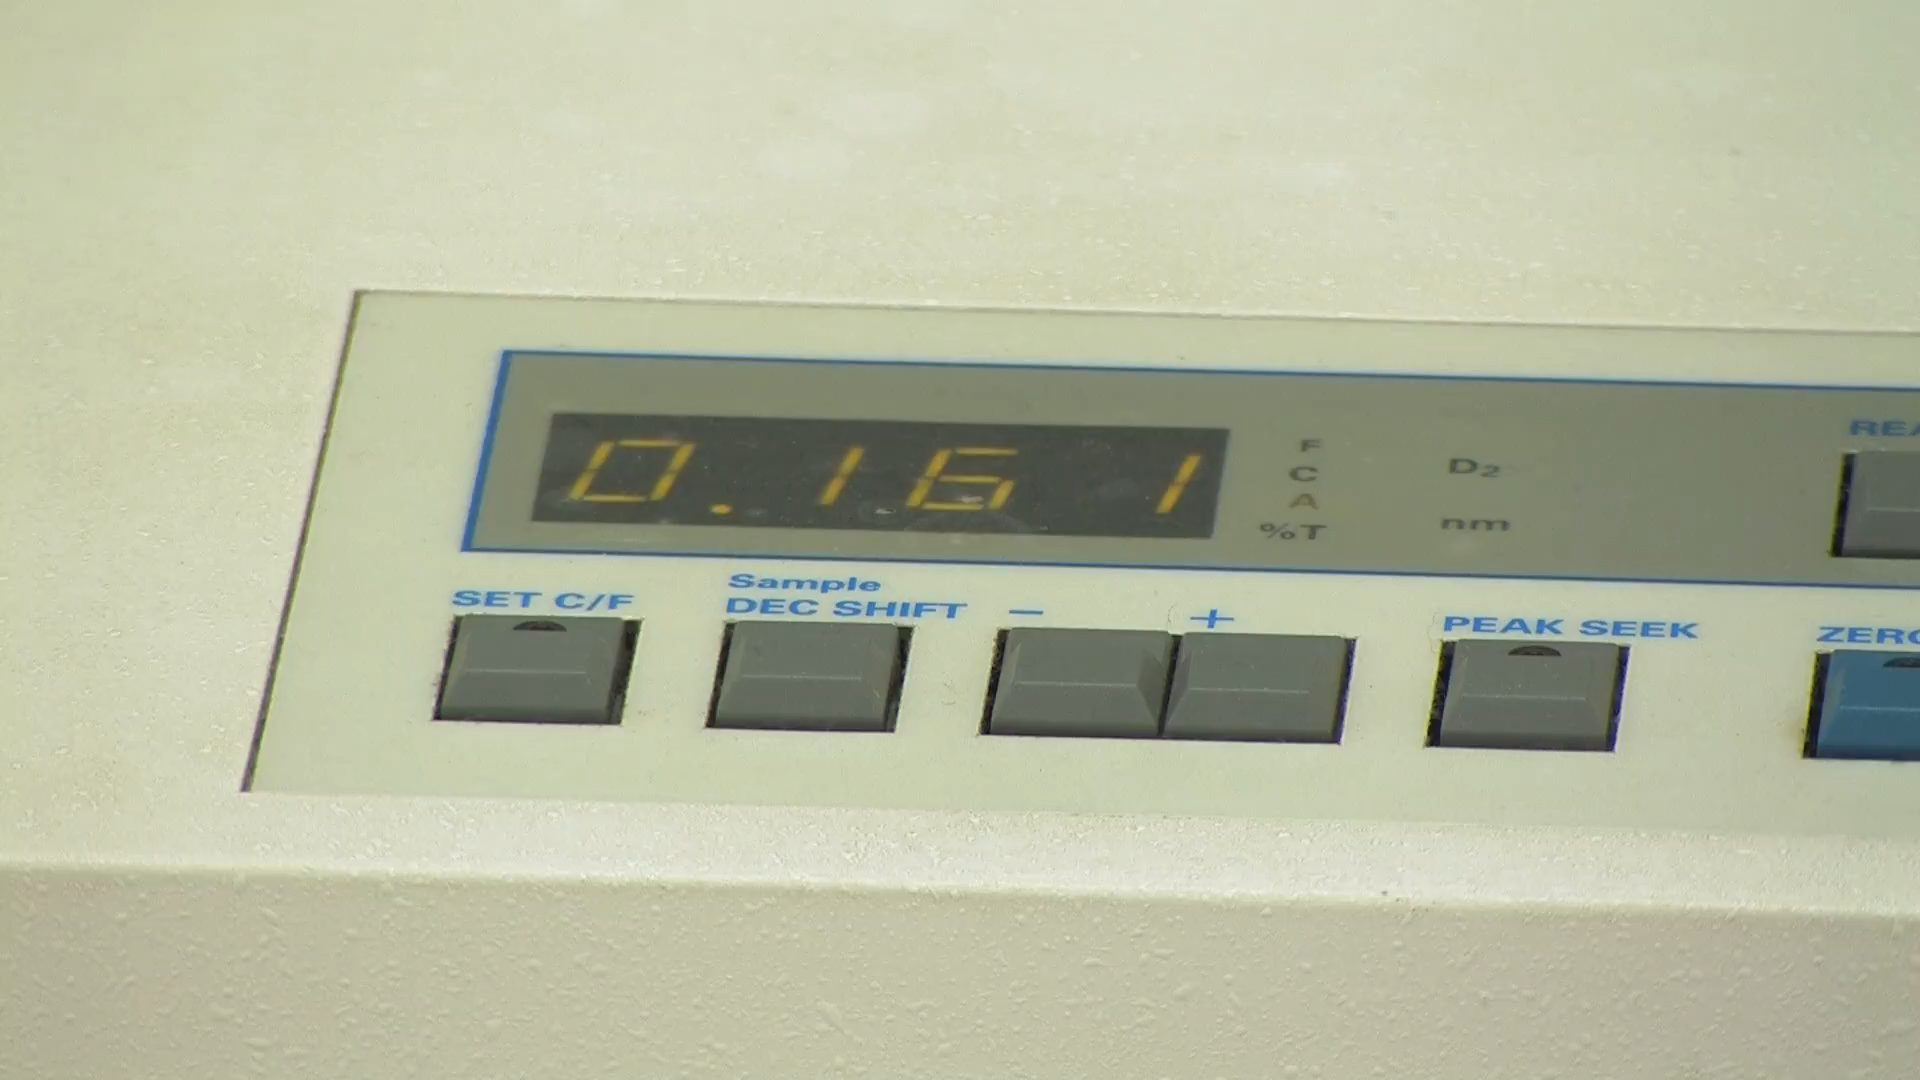 0.161
F
C
A
%T
D2
nm
SET C/F
Sample
DEC SHIFT
−
+
PEAK SEEK